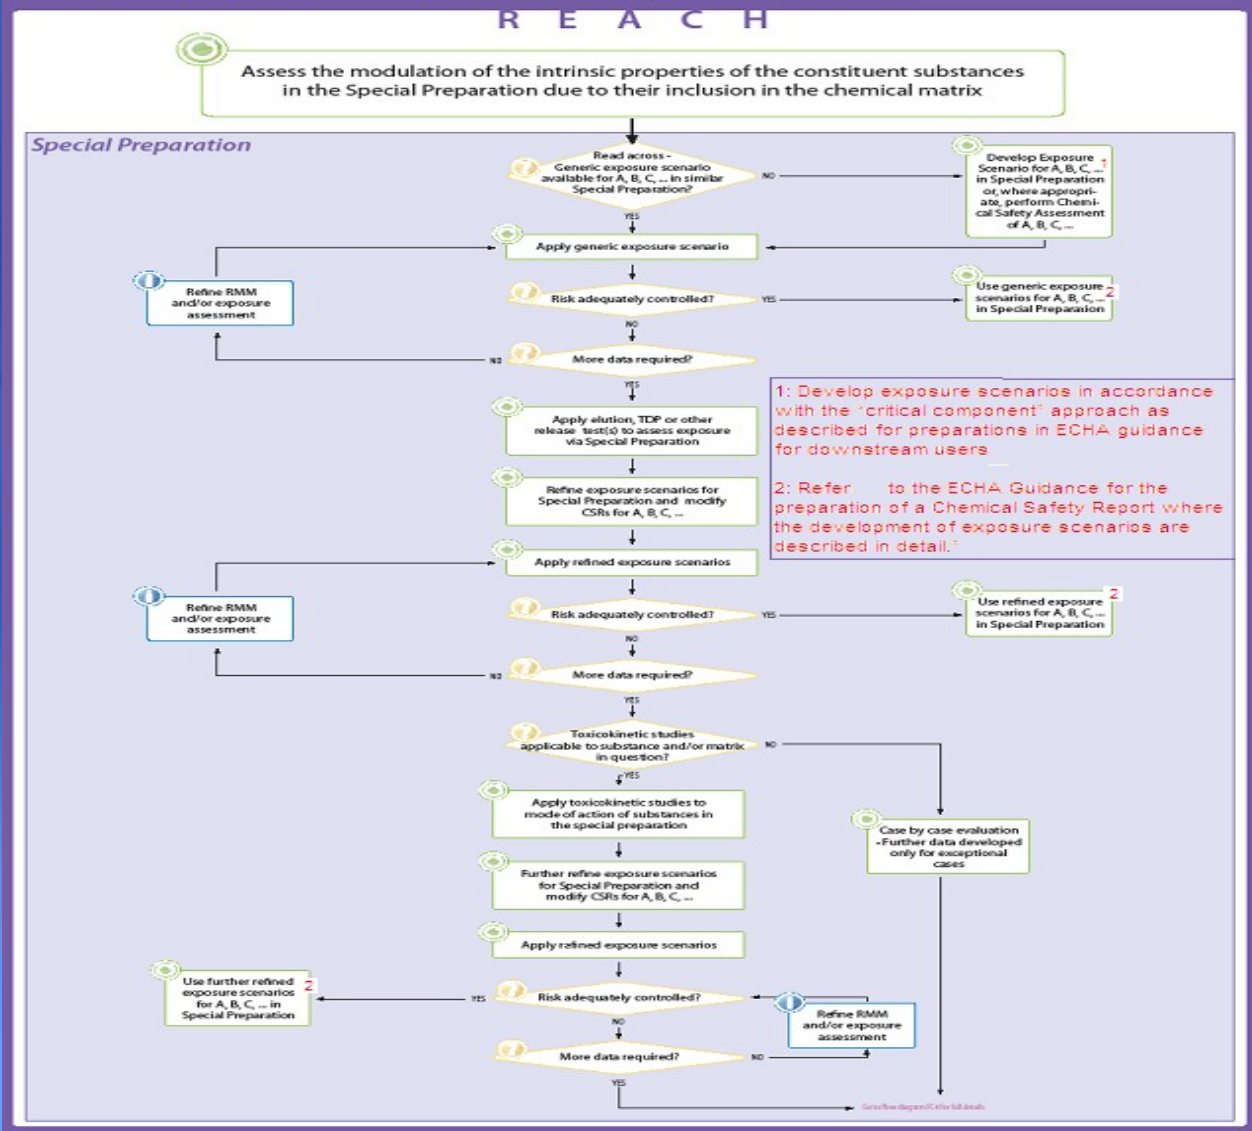 R E A C H
Assess the modulation of the intrinsic properties of the constituent substances
in the Special Preparation due to their inclusion in the chemical matrix
Special Preparation
Read across -
Generic exposure scenario
available for A, B, C, ... in similar
Special Preparation?
NO
Develop Exposure
Scenario for A, B, C, ... 1
in Special Preparation
or, where appropri-
ate, perform Chemi-
cal Safety Assessment
of A, B, C, ...
YES
Apply generic exposure scenario
Refine RMM
and/or exposure
assessment
Risk adequately controlled?
YES
Use generic exposure
scenarios for A, B, C, ... 2
in Special Preparation
NO
More data required?
NO
YES
Apply elution, TDP or other
release test(s) to assess exposure
via Special Preparation
1: Develop exposure scenarios in accordance
with the "critical component" approach as
described for preparations in ECHA guidance
for downstream users
2: Refer to the ECHA Guidance for the
preparation of a Chemical Safety Report where
the development of exposure scenarios are
described in detail."
Refine exposure scenarios for
Special Preparation and modify
CSRs for A, B, C, ...
Apply refined exposure scenarios
Refine RMM
and/or exposure
assessment
Risk adequately controlled?
YES
Use refined exposure 2
scenarios for A, B, C, ...
in Special Preparation
NO
More data required?
NO
YES
Toxicokinetic studies
applicable to substance and/or matrix
in question?
NO
YES
Apply toxicokinetic studies to
mode of action of substances in
the special preparation
Case by case evaluation
- Further data developed
only for exceptional
cases
Further refine exposure scenarios
for Special Preparation and
modify CSRs for A, B, C, ...
Apply refined exposure scenarios
Use further refined
exposure scenarios 2
for A, B, C, ... in
Special Preparation
YES
Risk adequately controlled?
Refine RMM
and/or exposure
assessment
NO
More data required?
NO
YES
Go to flow diagram for full details